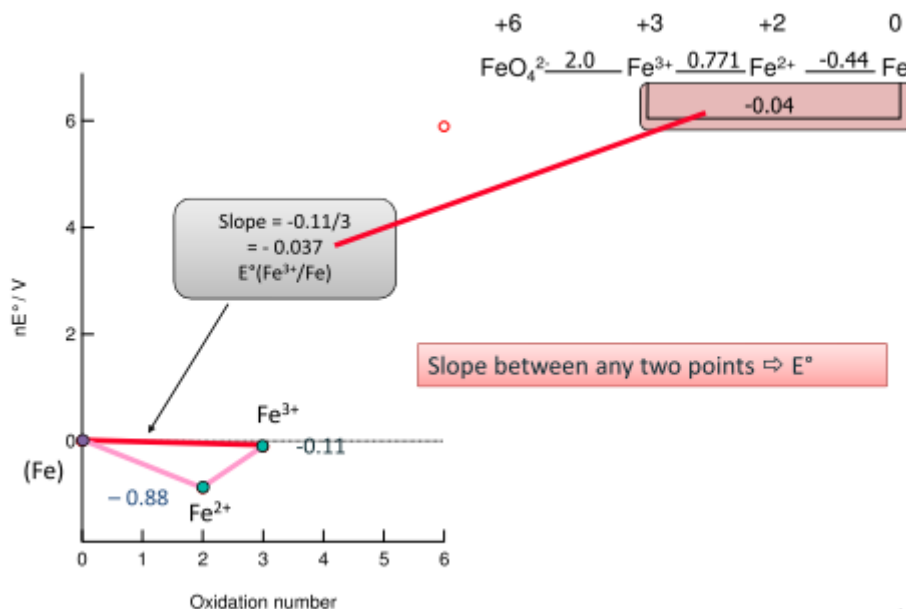 +6 +3 +2 0
FeO₄²⁻ 2.0 Fe³⁺ 0.771 Fe²⁺ -0.44 Fe
-0.04
Slope = -0.11/3
= - 0.037
E°(Fe³⁺/Fe)
nE°/ V
6
4
2
0
Slope between any two points ⇨ E°
Fe³⁺
-0.11
(Fe)
– 0.88
Fe²⁺
0 1 2 3 4 5 6
Oxidation number